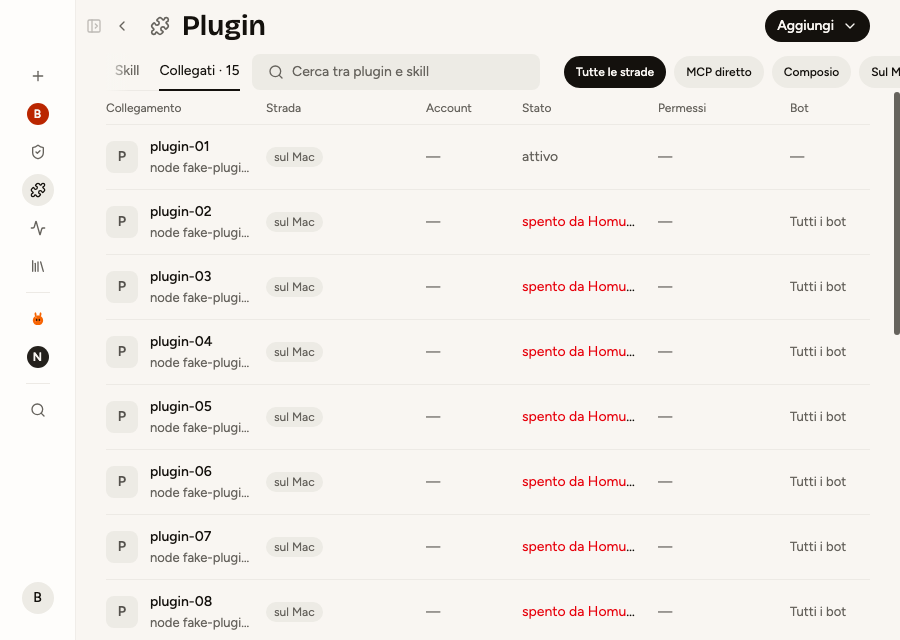 Plugin
Aggiungi
Skill
Collegati · 15
Cerca tra plugin e skill
Tutte le strade
MCP diretto
Composio
Sul M
Collegamento Strada Account Stato Permessi Bot
B
N
B
P plugin-01
node fake-plugi... sul Mac — attivo — —
P plugin-02
node fake-plugi... sul Mac — spento da Homu... — Tutti i bot
P plugin-03
node fake-plugi... sul Mac — spento da Homu... — Tutti i bot
P plugin-04
node fake-plugi... sul Mac — spento da Homu... — Tutti i bot
P plugin-05
node fake-plugi... sul Mac — spento da Homu... — Tutti i bot
P plugin-06
node fake-plugi... sul Mac — spento da Homu... — Tutti i bot
P plugin-07
node fake-plugi... sul Mac — spento da Homu... — Tutti i bot
P plugin-08
node fake-plugi... sul Mac — spento da Homu... — Tutti i bot